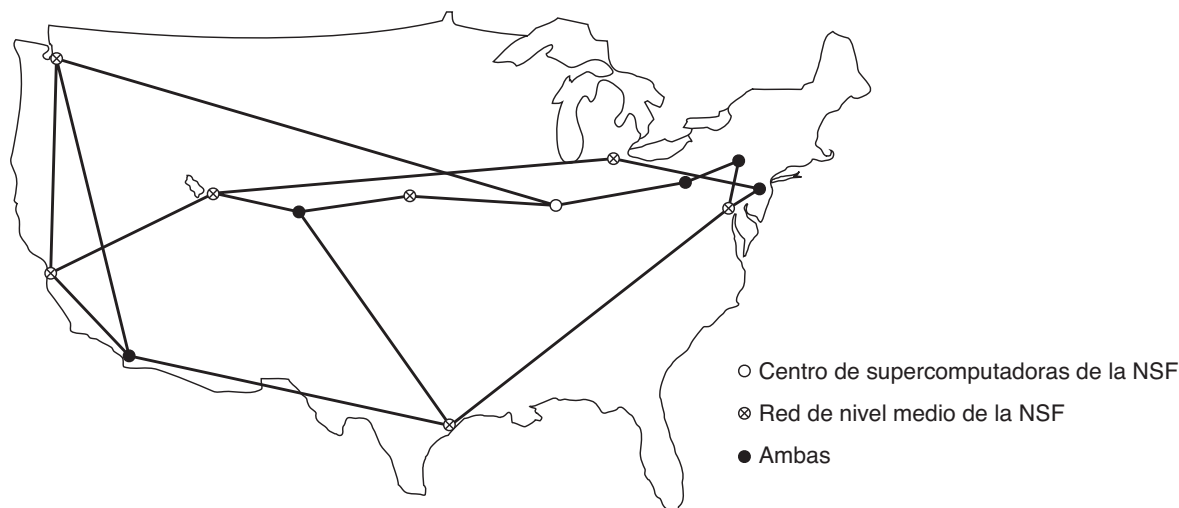 Centro de supercomputadoras de la NSF
Red de nivel medio de la NSF
Ambas